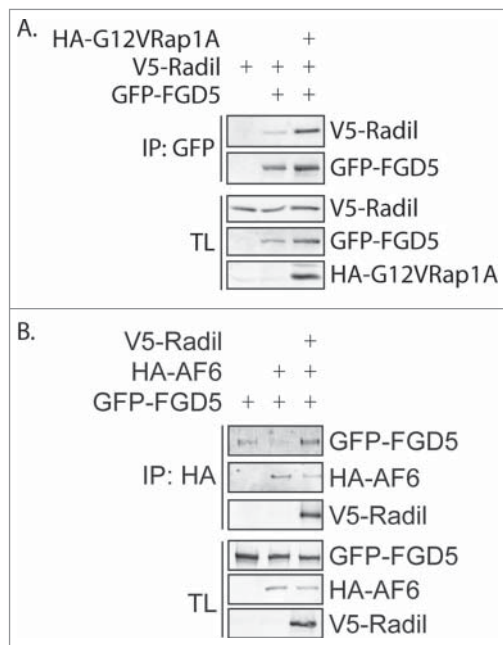 A.
HA-G12VRap1A +
V5-Radil + + +
GFP-FGD5 + +
IP: GFP
V5-Radil
GFP-FGD5
TL
V5-Radil
GFP-FGD5
HA-G12VRap1A
B.
V5-Radil +
HA-AF6 + +
GFP-FGD5 + + +
IP: HA
GFP-FGD5
HA-AF6
V5-Radil
TL
GFP-FGD5
HA-AF6
V5-Radil